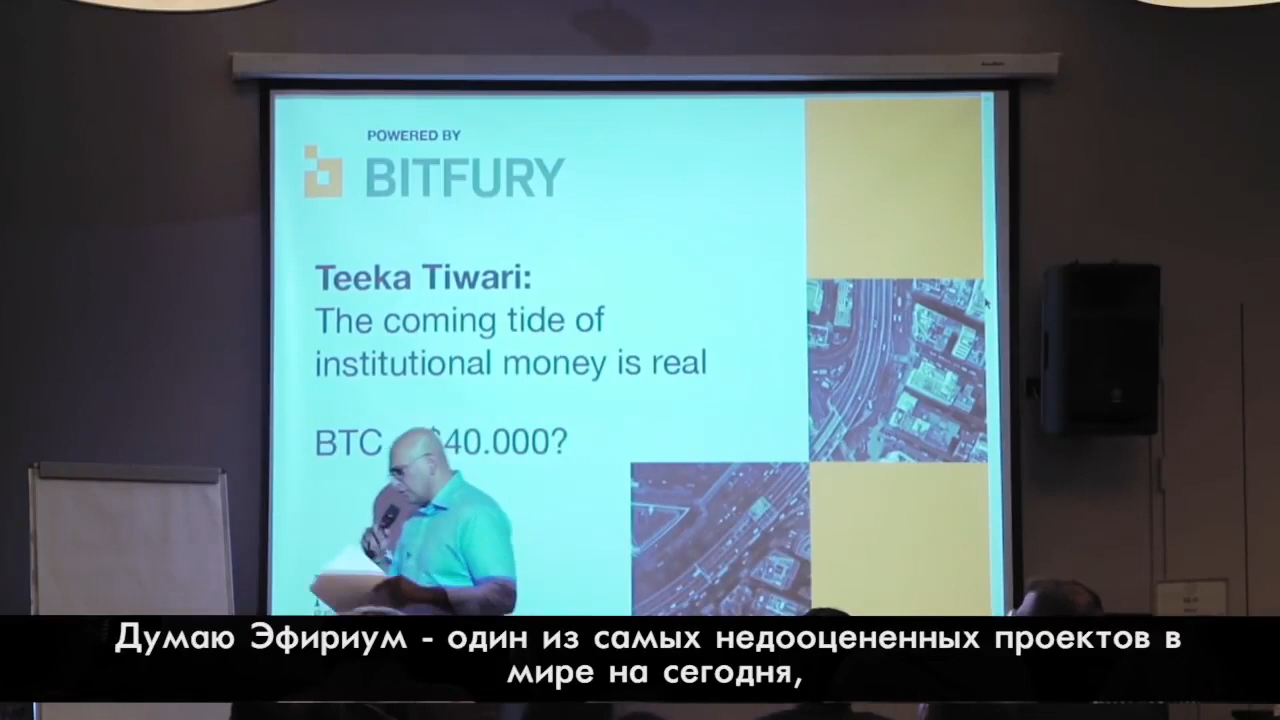 POWERED BY
BITFURY
Teeka Tiwari:
The coming tide of
institutional money is real
BTC $40.000?
Думаю Эфириум - один из самых недооцененных проектов в
мире на сегодня,